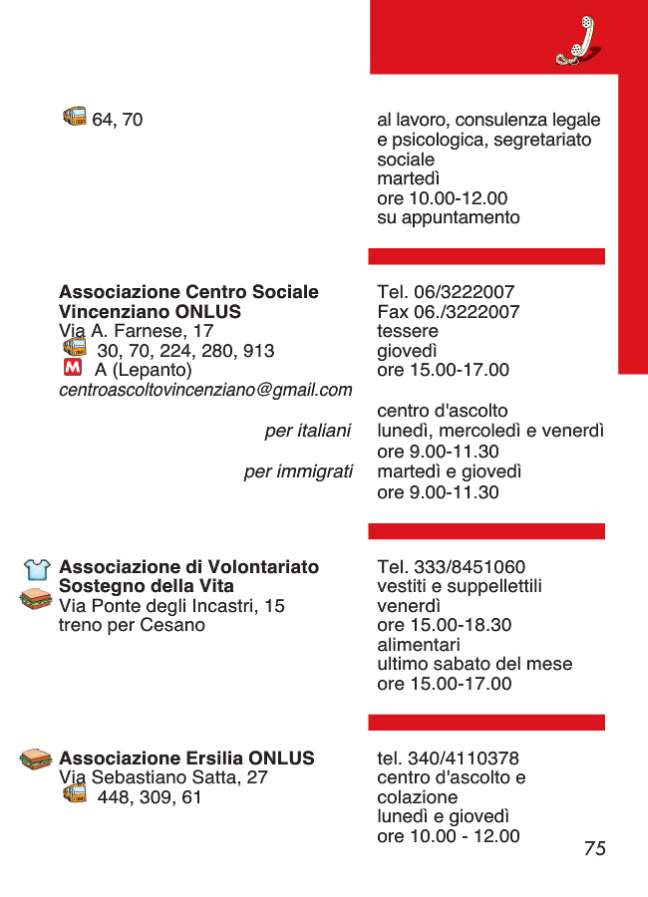 64, 70
al lavoro, consulenza legale
e psicologica, segretariato
sociale
martedì
ore 10.00-12.00
su appuntamento
Associazione Centro Sociale
Vincenziano ONLUS
Via A. Farnese, 17
30, 70, 224, 280, 913
M A (Lepanto)
centroascoltovincenziano@gmail.com
per italiani
per immigrati
Tel. 06/3222007
Fax 06./3222007
tessere
giovedì
ore 15.00-17.00
centro d'ascolto
lunedì, mercoledì e venerdì
ore 9.00-11.30
martedì e giovedì
ore 9.00-11.30
Associazione di Volontariato
Sostegno della Vita
Via Ponte degli Incastri, 15
treno per Cesano
Tel. 333/8451060
vestiti e suppellettili
venerdì
ore 15.00-18.30
alimentari
ultimo sabato del mese
ore 15.00-17.00
Associazione Ersilia ONLUS
Via Sebastiano Satta, 27
448, 309, 61
tel. 340/4110378
centro d'ascolto e
colazione
lunedì e giovedì
ore 10.00 - 12.00
75